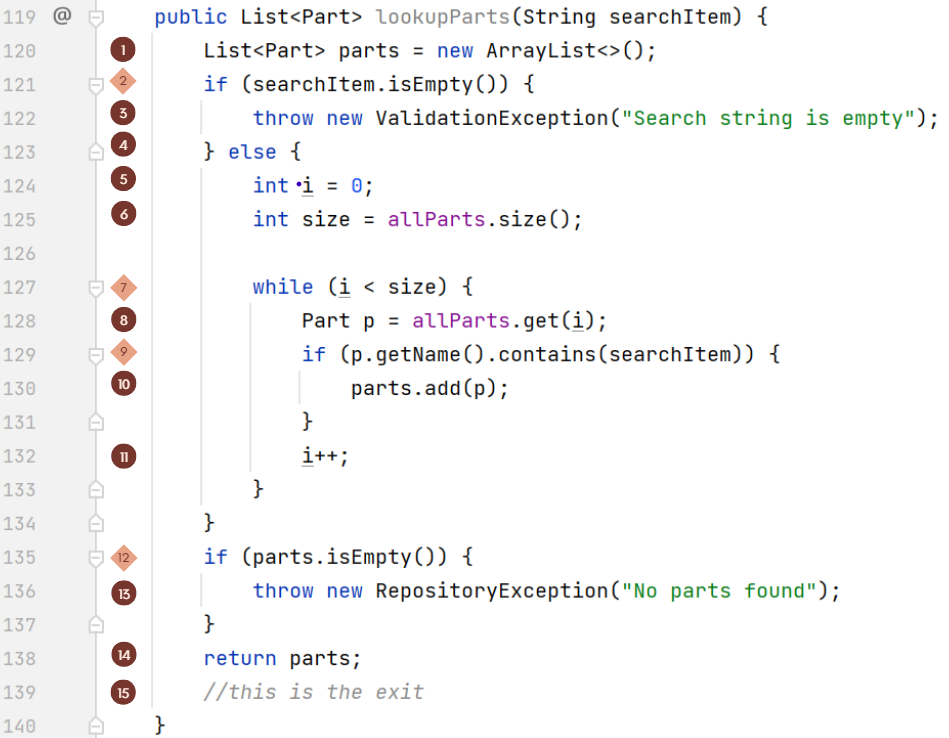 119 @ public List<Part> lookupParts(String searchItem) {
120 1 List<Part> parts = new ArrayList<>();
121 2 if (searchItem.isEmpty()) {
122 3 throw new ValidationException("Search string is empty");
123 4 } else {
124 5 int i = 0;
125 6 int size = allParts.size();
126
127 7 while (i < size) {
128 8 Part p = allParts.get(i);
129 9 if (p.getName().contains(searchItem)) {
130 10 parts.add(p);
131 }
132 11 i++;
133 }
134 }
135 12 if (parts.isEmpty()) {
136 13 throw new RepositoryException("No parts found");
137 }
138 14 return parts;
139 15 //this is the exit
140 }